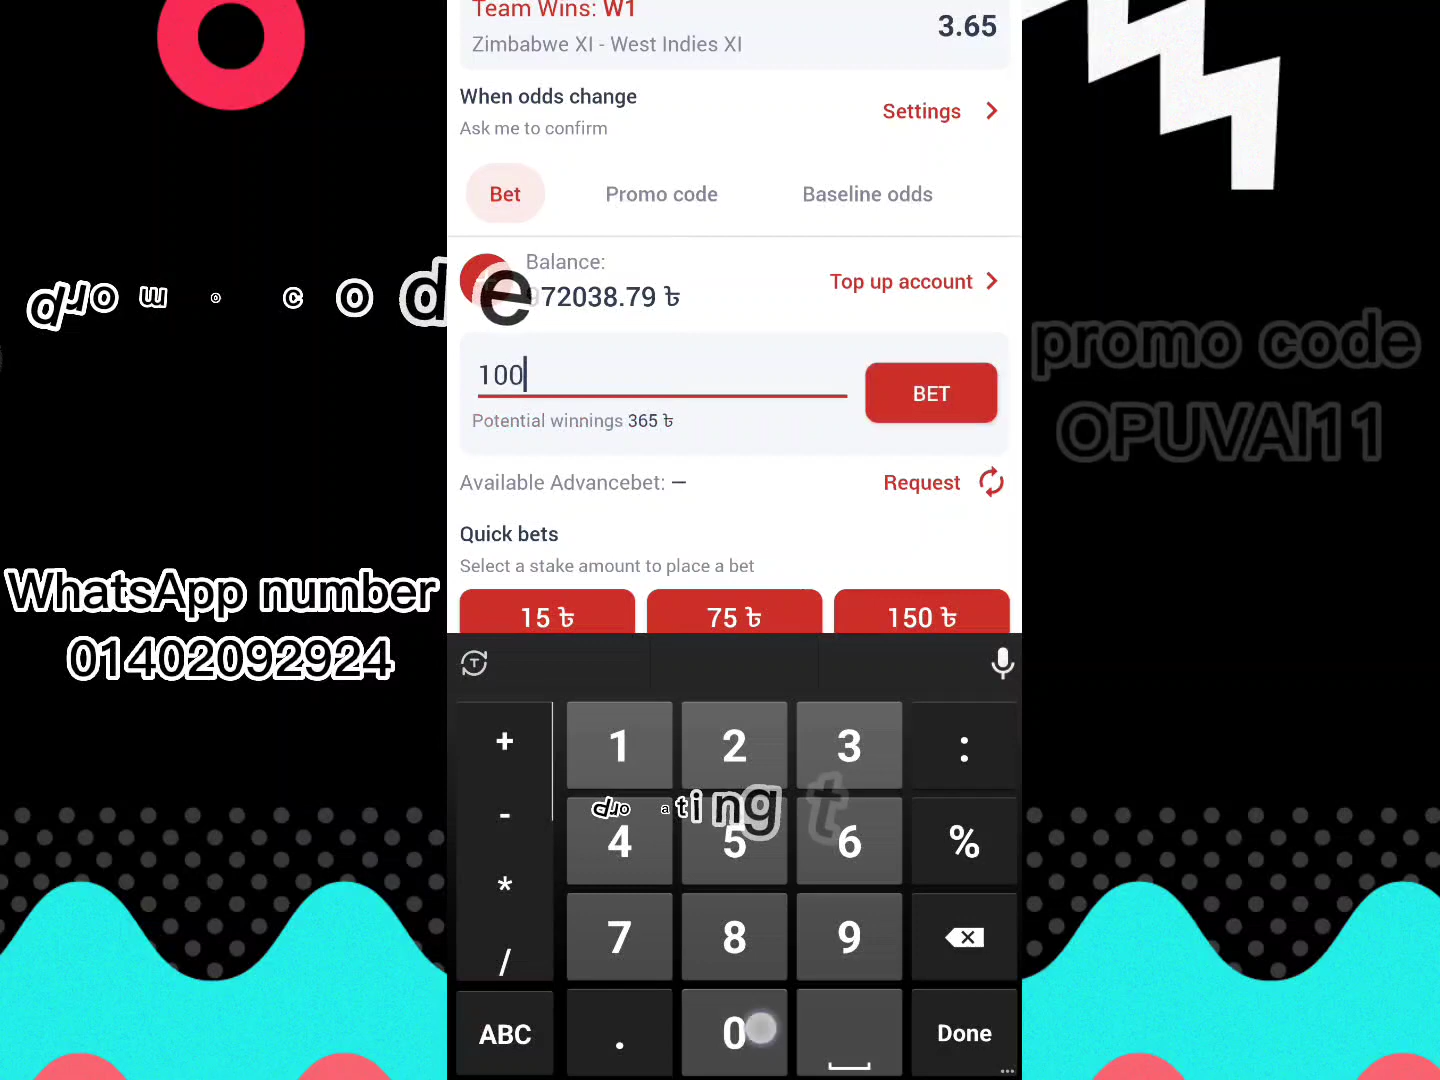 Team Wins: W1
3.65
Zimbabwe XI - West Indies XI
When odds change
Ask me to confirm
Settings
Bet
Promo code
Baseline odds
Balance:
72038.79 ৳
Top up account
100
BET
Potential winnings 365 ৳
Available Advancebet: —
Request
Quick bets
Select a stake amount to place a bet
15 ৳
75 ৳
150 ৳
promo code
OPUVAI11
WhatsApp number
01402092924
+
1
2
3
:
-
4
5
6
%
*
7
8
9
/
ABC
.
0
Done